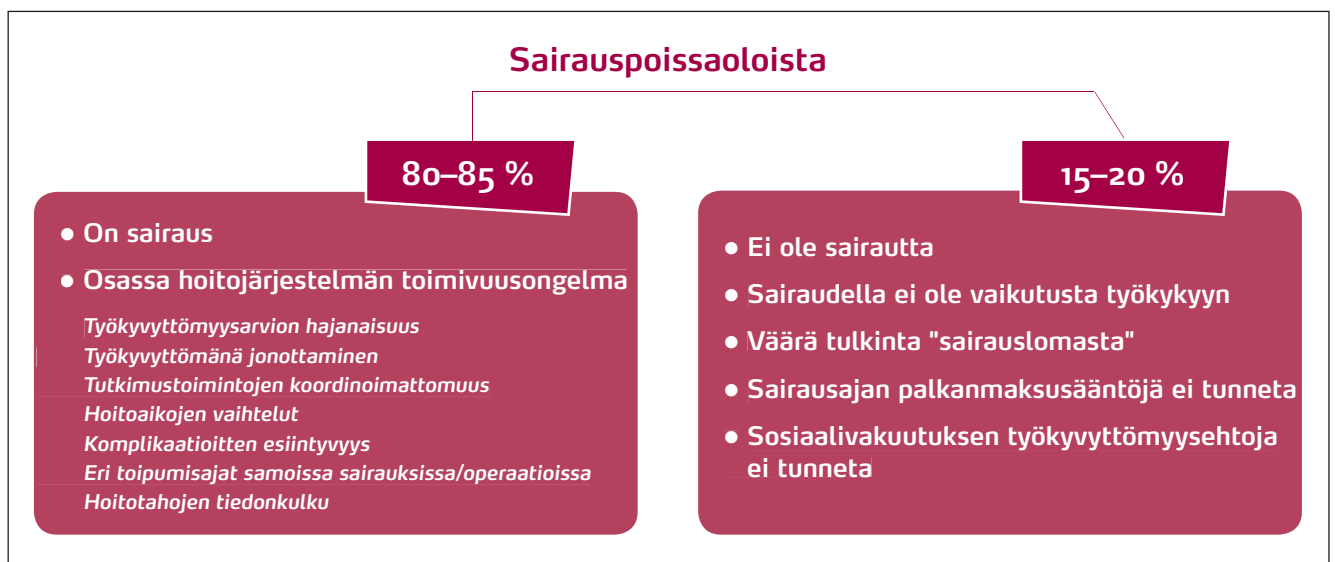 Sairauspoissaoloista
80–85 %
● On sairaus
● Osassa hoitojärjestelmän toimivuusongelma
Työkyvyttömyysarvion hajanaisuus
Työkyvyttömänä jonottaminen
Tutkimustoimintojen koordinoimattomuus
Hoitoaikojen vaihtelut
Komplikaatioitten esiintyvyys
Eri toipumisajat samoissa sairauksissa/operaatioissa
Hoitotahojen tiedonkulku
15–20 %
● Ei ole sairautta
● Sairaudella ei ole vaikutusta työkykyyn
● Väärä tulkinta "sairauslomasta"
● Sairausajan palkanmaksusääntöjä ei tunneta
● Sosiaalivakuutuksen työkyvyttömyysehtoja
ei tunneta